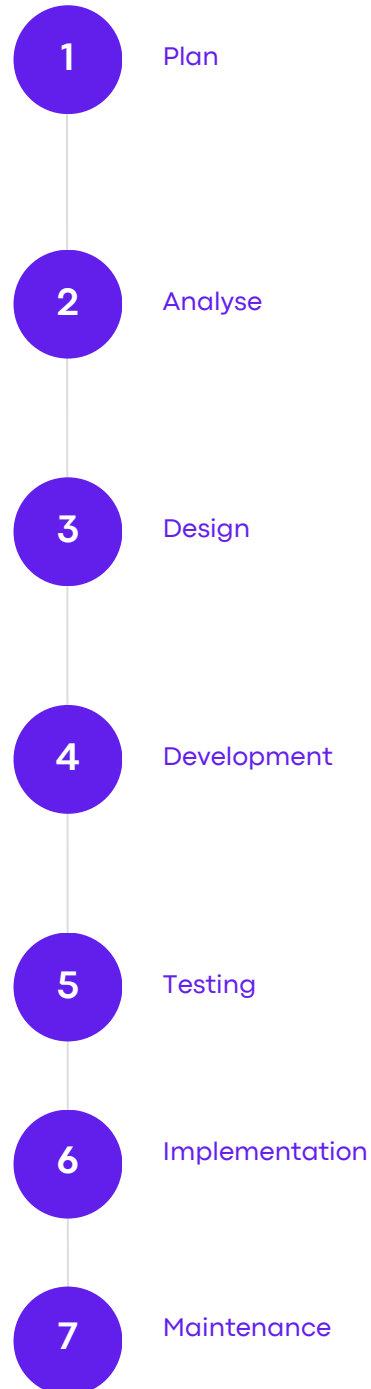 1 Plan
2 Analyse
3 Design
4 Development
5 Testing
6 Implementation
7 Maintenance